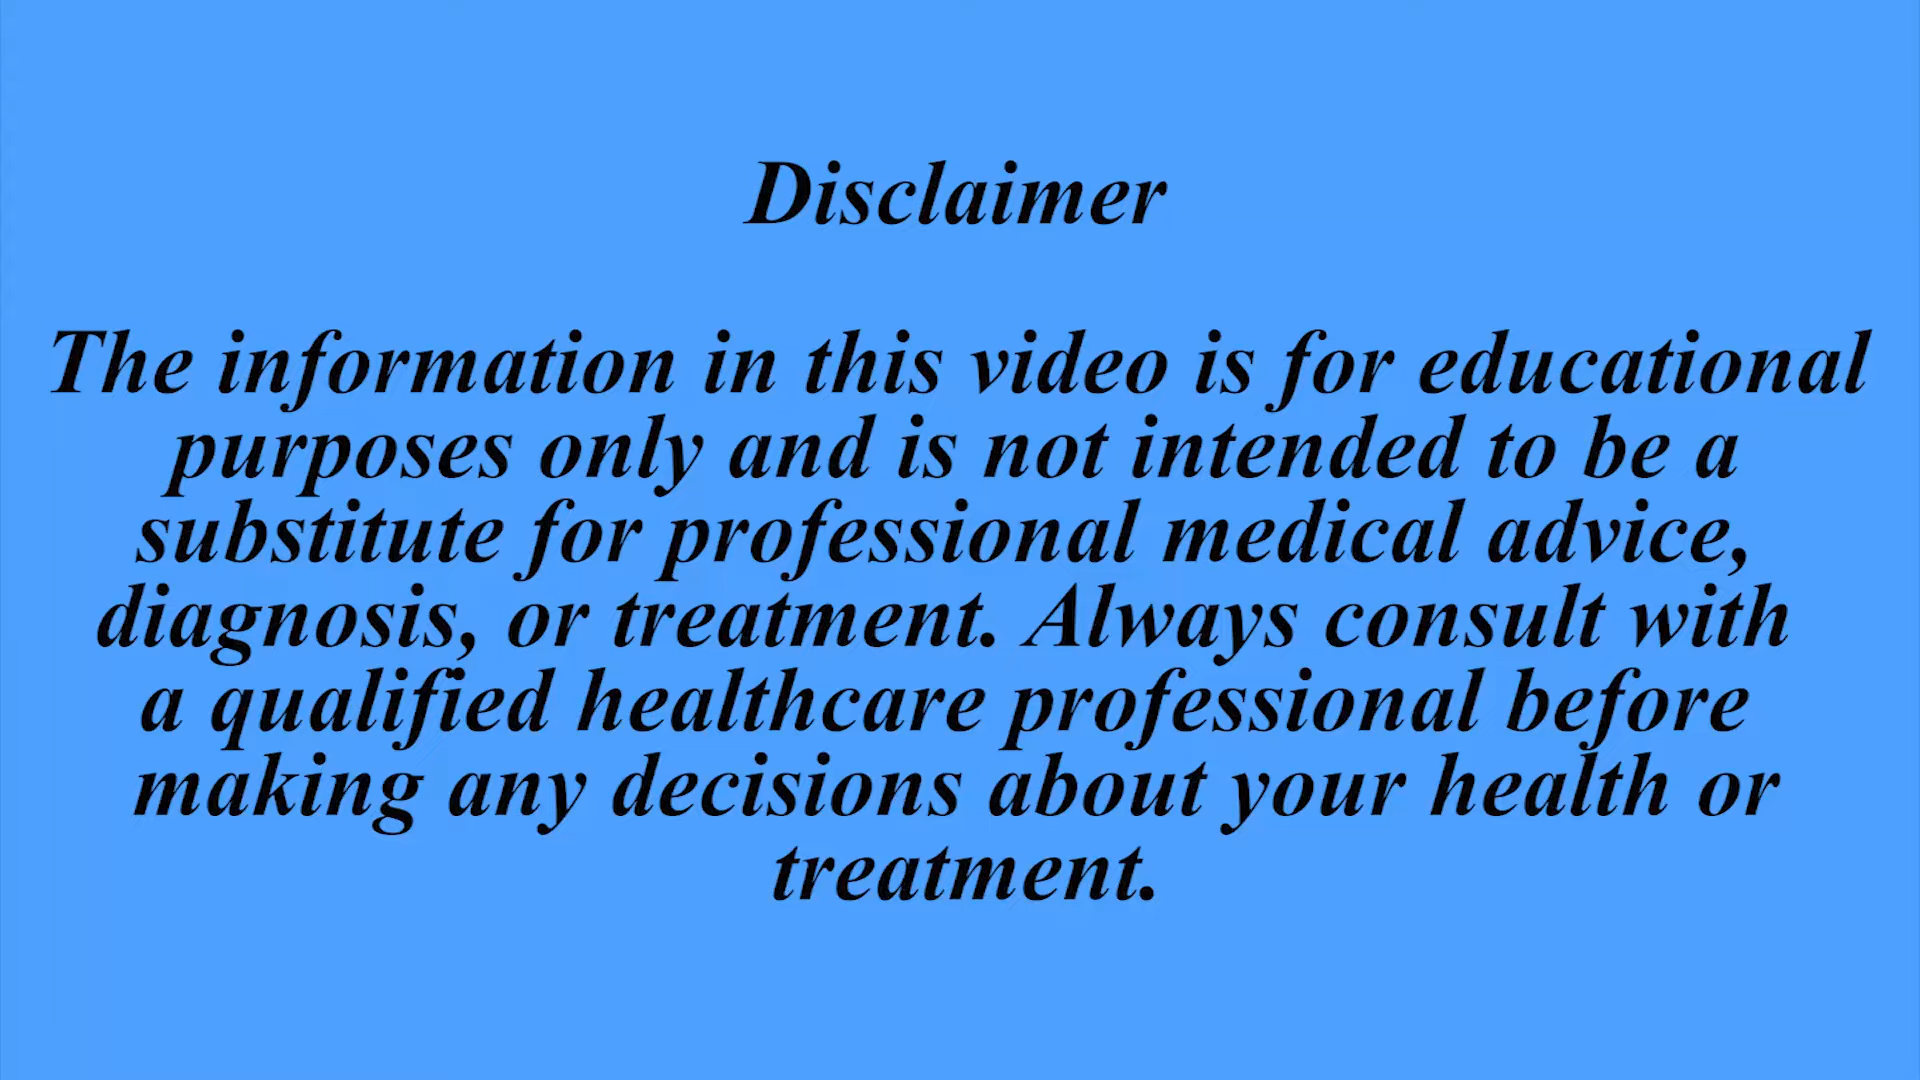 Disclaimer
The information in this video is for educational
purposes only and is not intended to be a
substitute for professional medical advice,
diagnosis, or treatment. Always consult with
a qualified healthcare professional before
making any decisions about your health or
treatment.